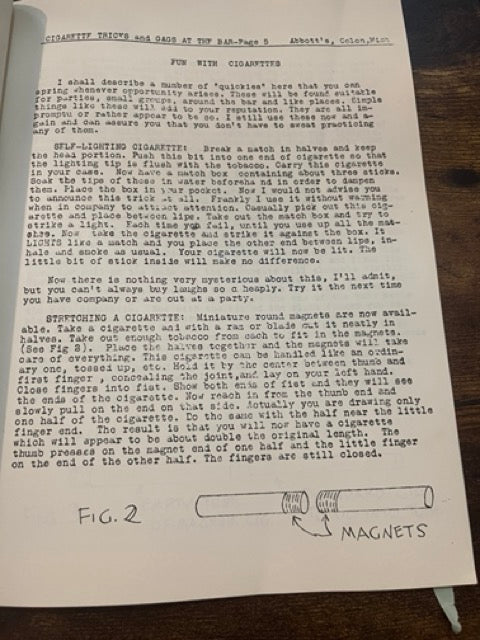 CIGARETTE TRICKS and GAGS AT THE BAR-Page 5 Abbott's, Colon, Mich
FUN WITH CIGARETTES
I shall describe a number of 'quickies' here that you can
spring whenever opportunity arises. These will be found suitable
for parties, small groups, around the bar and like places. Simple
things like these will add to your reputation. They are all im-
promptu or rather appear to be so. I still use these now and a-
gain and can assure you that you don't have to sweat practicing
any of them.
SELF-LIGHTING CIGARETTE: Break a match in halves and keep
the head portion. Push this bit into one end of cigarette so that
the lighting tip is flush with the tobacco. Carry this cigarette
in your case. Now have a match box containing about three sticks.
Soak the tips of those in water beforehand in order to dampen
them. Place the box in your pocket. Now I would not advise you
to announce this trick at all. Frankly I use it without warning
when in company to attract attention. Casually pick out this cig-
arette and place between lips. Take out the match box and try to
strike a light. Each time you fail, until you use up all the mat-
ches. Now take the cigarette and strike it against the box. It
LIGHTS like a match and you place the other end between lips, in-
hale and smoke as usual. Your cigarette will now be lit. The
little bit of stick inside will make no difference.
Now there is nothing very mysterious about this, I'll admit,
but you can't always buy laughs so cheaply. Try it the next time
you have company or are out at a party.
STRETCHING A CIGARETTE: Miniature round magnets are now avail-
able. Take a cigarette and with a razor blade cut it neatly in
halves. Take out enough tobacco from each to fit in the magnets.
(See Fig 2). Place the halves together and the magnets will take
care of everything. This cigarette can be handled like an ordin-
ary one, tossed up, etc. Hold it by the center between thumb and
first finger, concealing the joint, and lay on your left hand.
Close fingers into fist. Show both ends of fist and they will see
the ends of the cigarette. Now reach in from the thumb end and
slowly pull on the end on that side. Actually you are drawing only
one half of the cigarette. Do the same with the half near the little
finger end. The result is that you will now have a cigarette
which will appear to be about double the original length. The
thumb presses on the magnet end of one half and the little finger
on the end of the other half. The fingers are still closed.
FIG. 2
MAGNETS